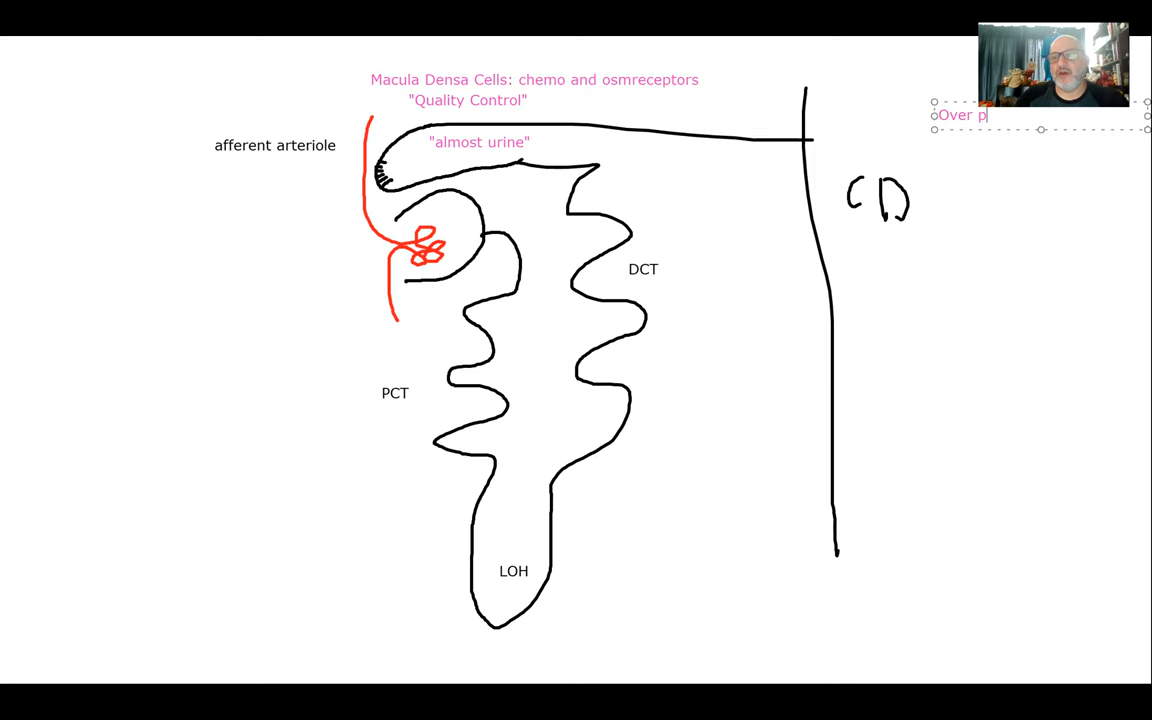 Macula Densa Cells: chemo and osmreceptors
"Quality Control"
Over p
afferent arteriole
"almost urine"
CD
DCT
PCT
LOH